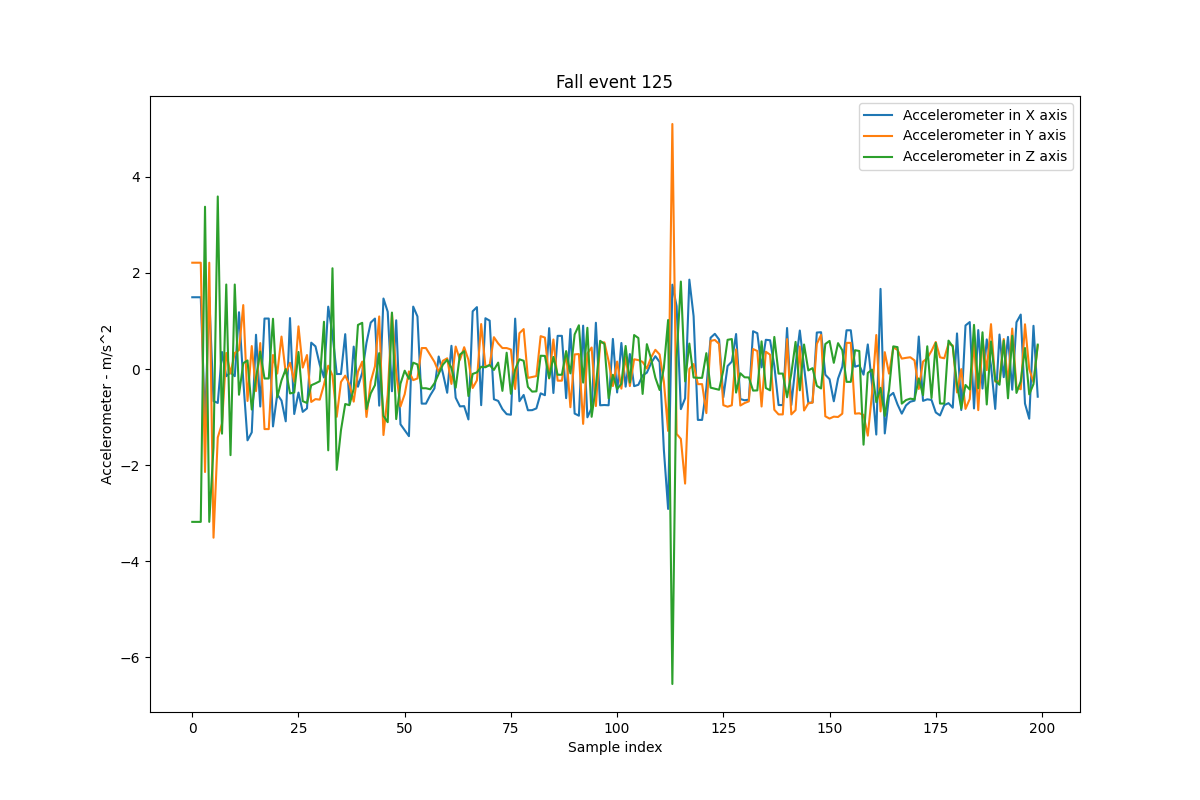 Fall event 125
Accelerometer in X axis
Accelerometer in Y axis
Accelerometer in Z axis
Accelerometer - m/s^2
4
2
0
−2
−4
−6
0 25 50 75 100 125 150 175 200
Sample index